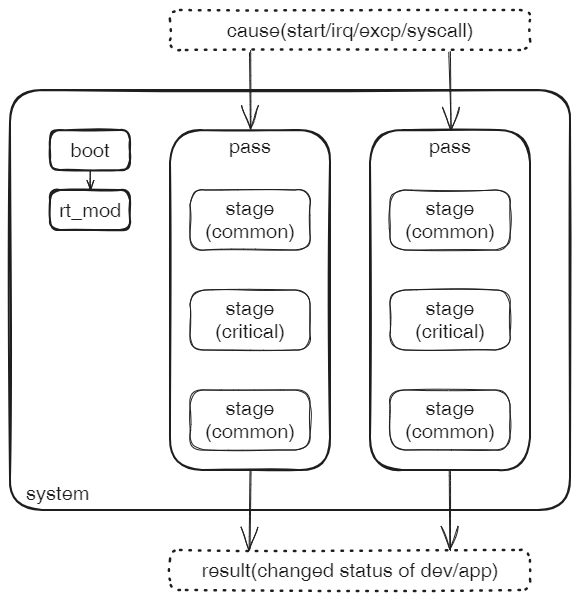 cause(start/irq/excp/syscall)
boot
rt_mod
pass
stage
(common)
stage
(critical)
stage
(common)
pass
stage
(common)
stage
(critical)
stage
(common)
system
result(changed status of dev/app)